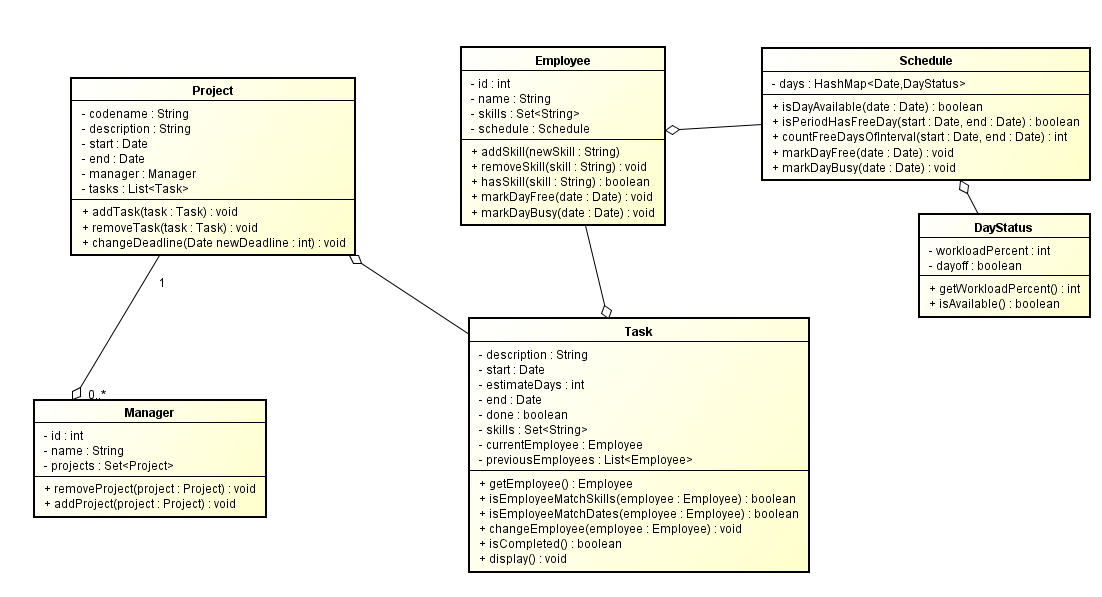 Project
- codename : String
- description : String
- start : Date
- end : Date
- manager : Manager
- tasks : List<Task>
+ addTask(task : Task) : void
+ removeTask(task : Task) : void
+ changeDeadline(Date newDeadline : int) : void
Employee
- id : int
- name : String
- skills : Set<String>
- schedule : Schedule
+ addSkill(newSkill : String)
+ removeSkill(skill : String) : void
+ hasSkill(skill : String) : boolean
+ markDayFree(date : Date) : void
+ markDayBusy(date : Date) : void
Schedule
- days : HashMap<Date,DayStatus>
+ isDayAvailable(date : Date) : boolean
+ isPeriodHasFreeDay(start : Date, end : Date) : boolean
+ countFreeDaysOfInterval(start : Date, end : Date) : int
+ markDayFree(date : Date) : void
+ markDayBusy(date : Date) : void
DayStatus
- workloadPercent : int
- dayoff : boolean
+ getWorkloadPercent() : int
+ isAvailable() : boolean
1
0..*
Manager
- id : int
- name : String
- projects : Set<Project>
+ removeProject(project : Project) : void
+ addProject(project : Project) : void
Task
- description : String
- start : Date
- estimateDays : int
- end : Date
- done : boolean
- skills : Set<String>
- currentEmployee : Employee
- previousEmployees : List<Employee>
+ getEmployee() : Employee
+ isEmployeeMatchSkills(employee : Employee) : boolean
+ isEmployeeMatchDates(employee : Employee) : boolean
+ changeEmployee(employee : Employee) : void
+ isCompleted() : boolean
+ display() : void